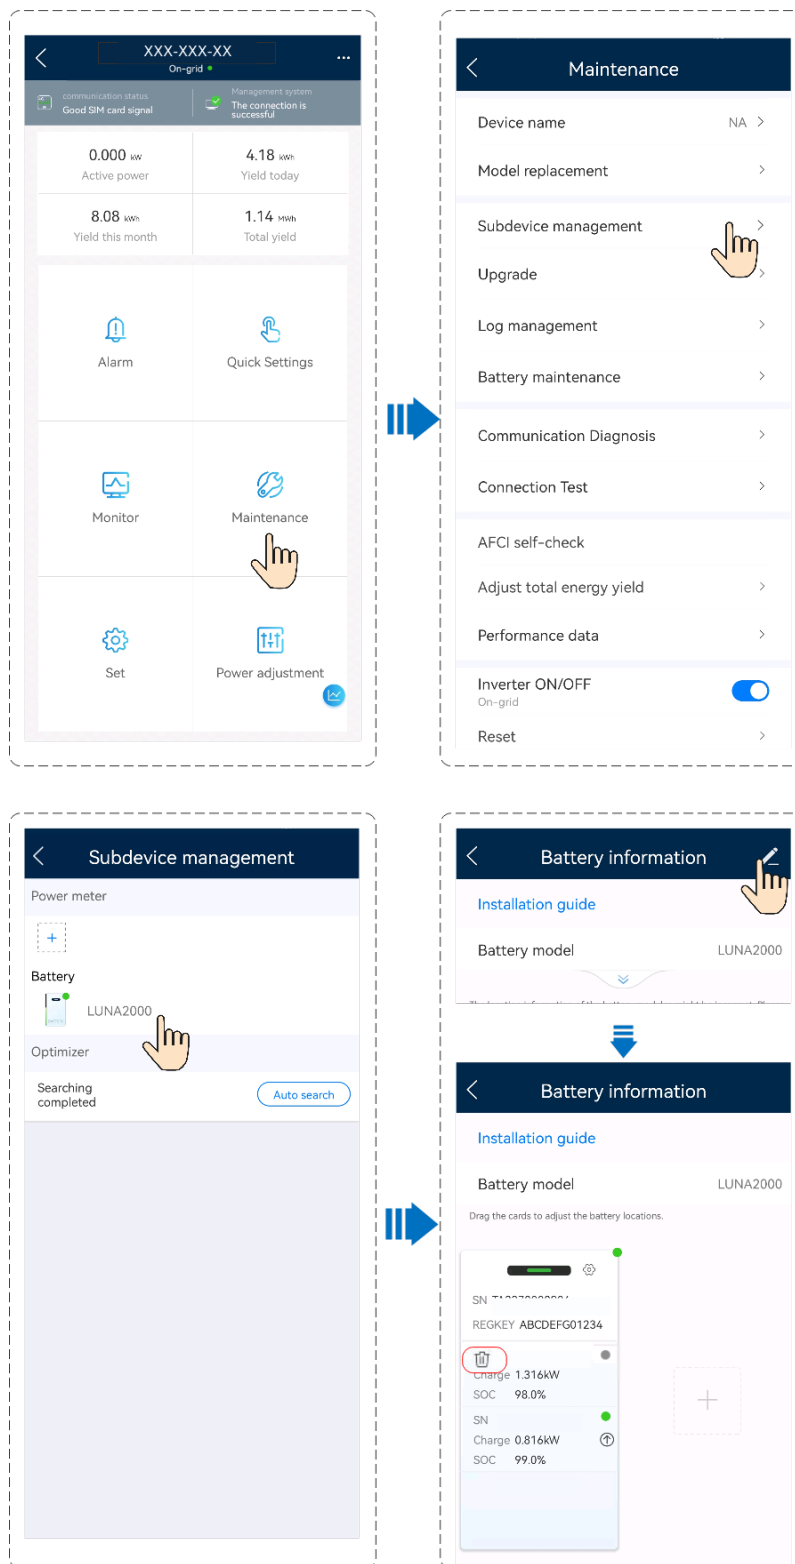 XXX-XXX-XX
On-grid
communication status
Good SIM card signal
Management system
The connection is
successful
0.000 kW
Active power
4.18 kWh
Yield today
8.08 kWh
Yield this month
1.14 MWh
Total yield
Alarm
Quick Settings
Monitor
Maintenance
Set
Power adjustment
Maintenance
Device name NA
Model replacement
Subdevice management
Upgrade
Log management
Battery maintenance
Communication Diagnosis
Connection Test
AFCI self-check
Adjust total energy yield
Performance data
Inverter ON/OFF
On-grid
Reset
Subdevice management
Power meter
Battery
LUNA2000
Optimizer
Searching
completed
Auto search
Battery information
Installation guide
Battery model LUNA2000
Battery information
Installation guide
Battery model LUNA2000
Drag the cards to adjust the battery locations.
SN
REGKEY ABCDEFG01234
Charge 1.316kW
SOC 98.0%
SN
Charge 0.816kW
SOC 99.0%